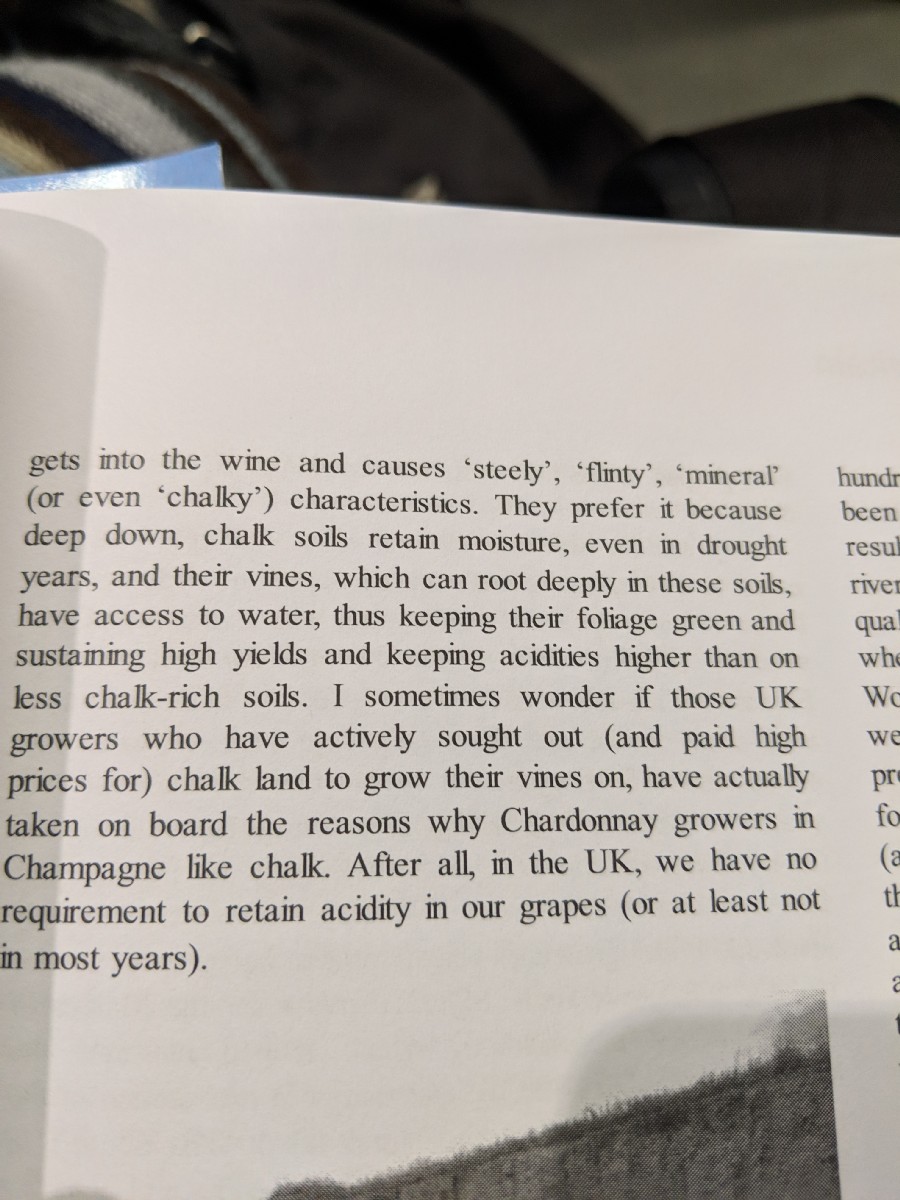 gets into the wine and causes ‘steely’, ‘flinty’, ‘mineral’
(or even ‘chalky’) characteristics. They prefer it because
deep down, chalk soils retain moisture, even in drought
years, and their vines, which can root deeply in these soils,
have access to water, thus keeping their foliage green and
sustaining high yields and keeping acidities higher than on
less chalk-rich soils. I sometimes wonder if those UK
growers who have actively sought out (and paid high
prices for) chalk land to grow their vines on, have actually
taken on board the reasons why Chardonnay growers in
Champagne like chalk. After all, in the UK, we have no
requirement to retain acidity in our grapes (or at least not
in most years).
been